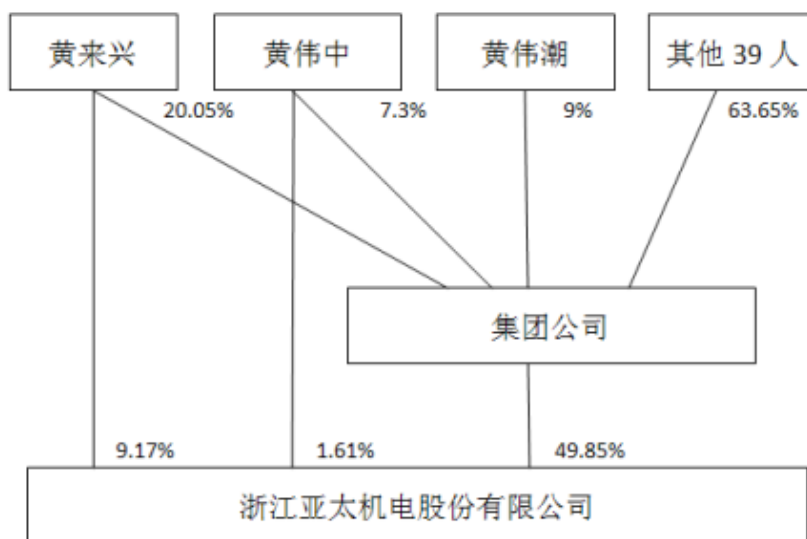 黄来兴
黄伟中
黄伟潮
其他 39 人
20.05%
7.3%
9%
63.65%
集团公司
9.17%
1.61%
49.85%
浙江亚太机电股份有限公司